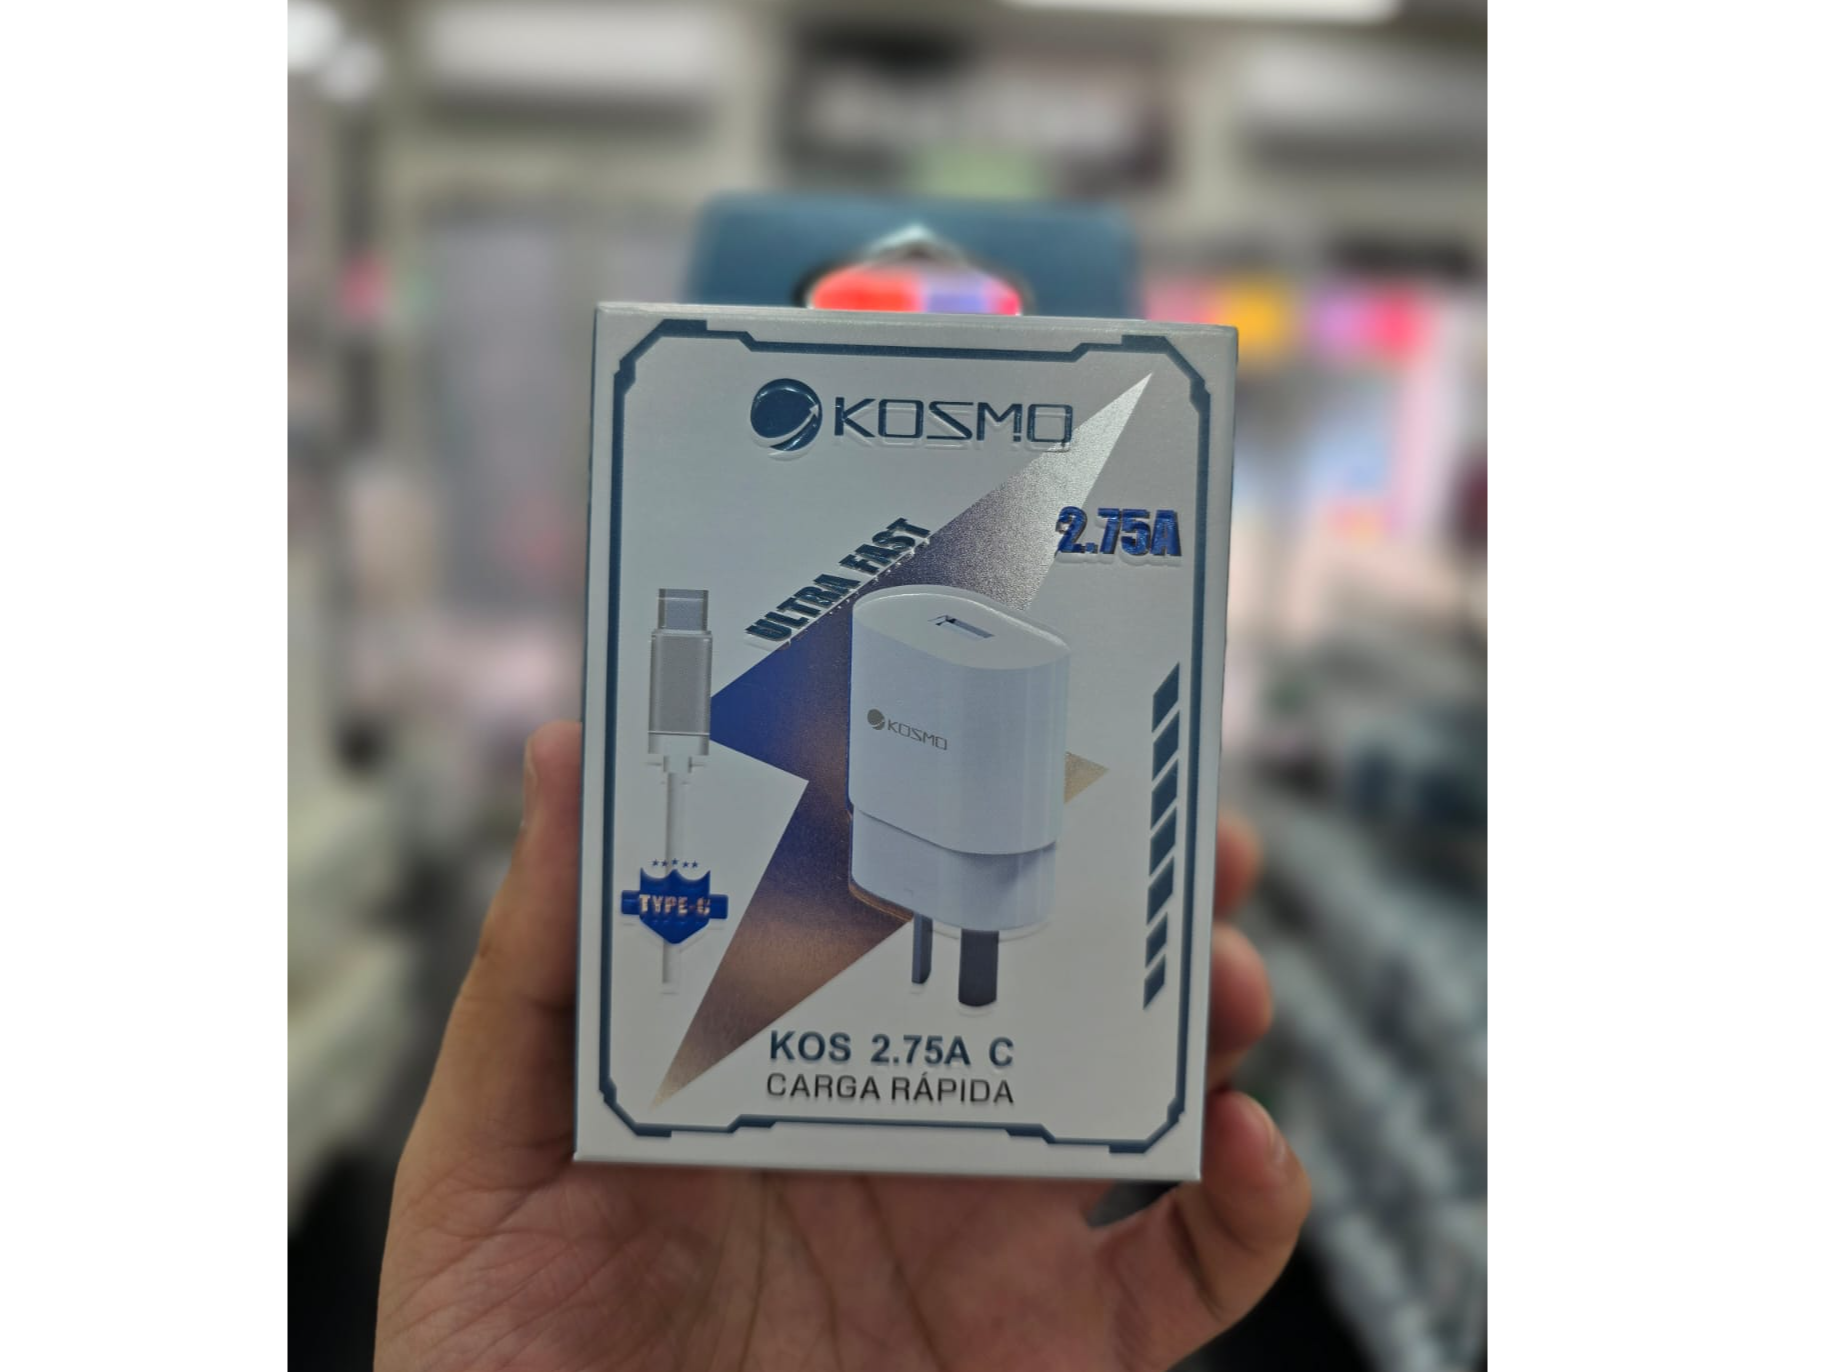 KOSMO
2.75A
ULTRA FAST
KOSMO
TYPE-C
KOS 2.75A C
CARGA RÁPIDA